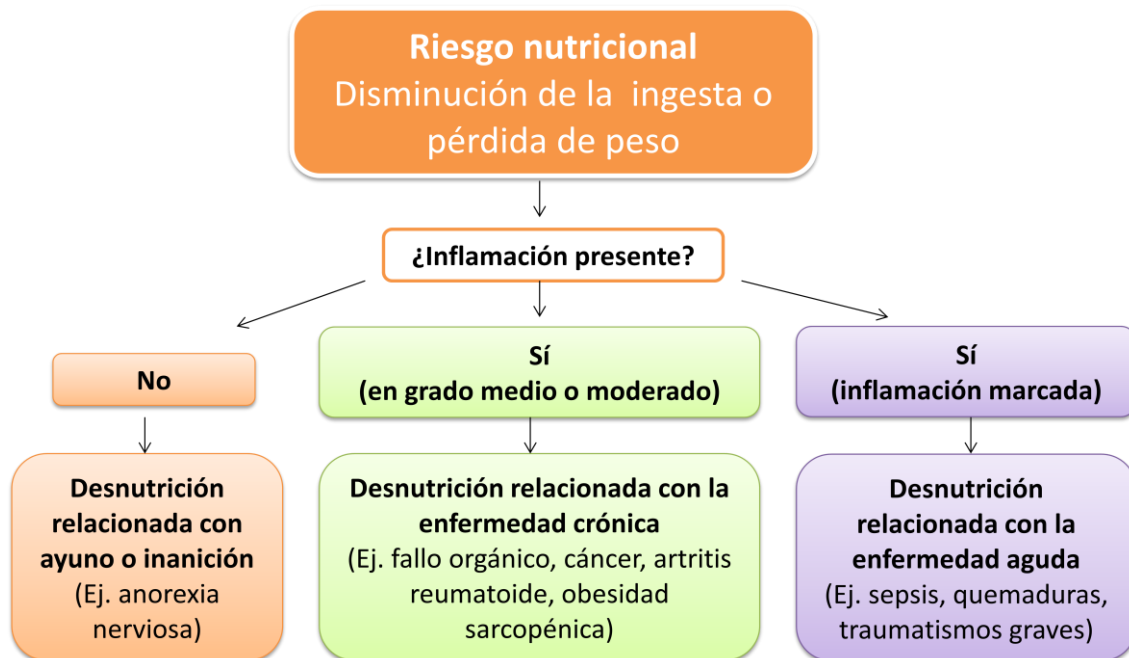 Riesgo nutricional
Disminución de la ingesta o
pérdida de peso
¿Inflamación presente?
No
Sí
(en grado medio o moderado)
Sí
(inflamación marcada)
Desnutrición
relacionada con
ayuno o inanición
(Ej. anorexia
nerviosa)
Desnutrición relacionada con la
enfermedad crónica
(Ej. fallo orgánico, cáncer, artritis
reumatoide, obesidad
sarcopénica)
Desnutrición
relacionada con la
enfermedad aguda
(Ej. sepsis, quemaduras,
traumatismos graves)